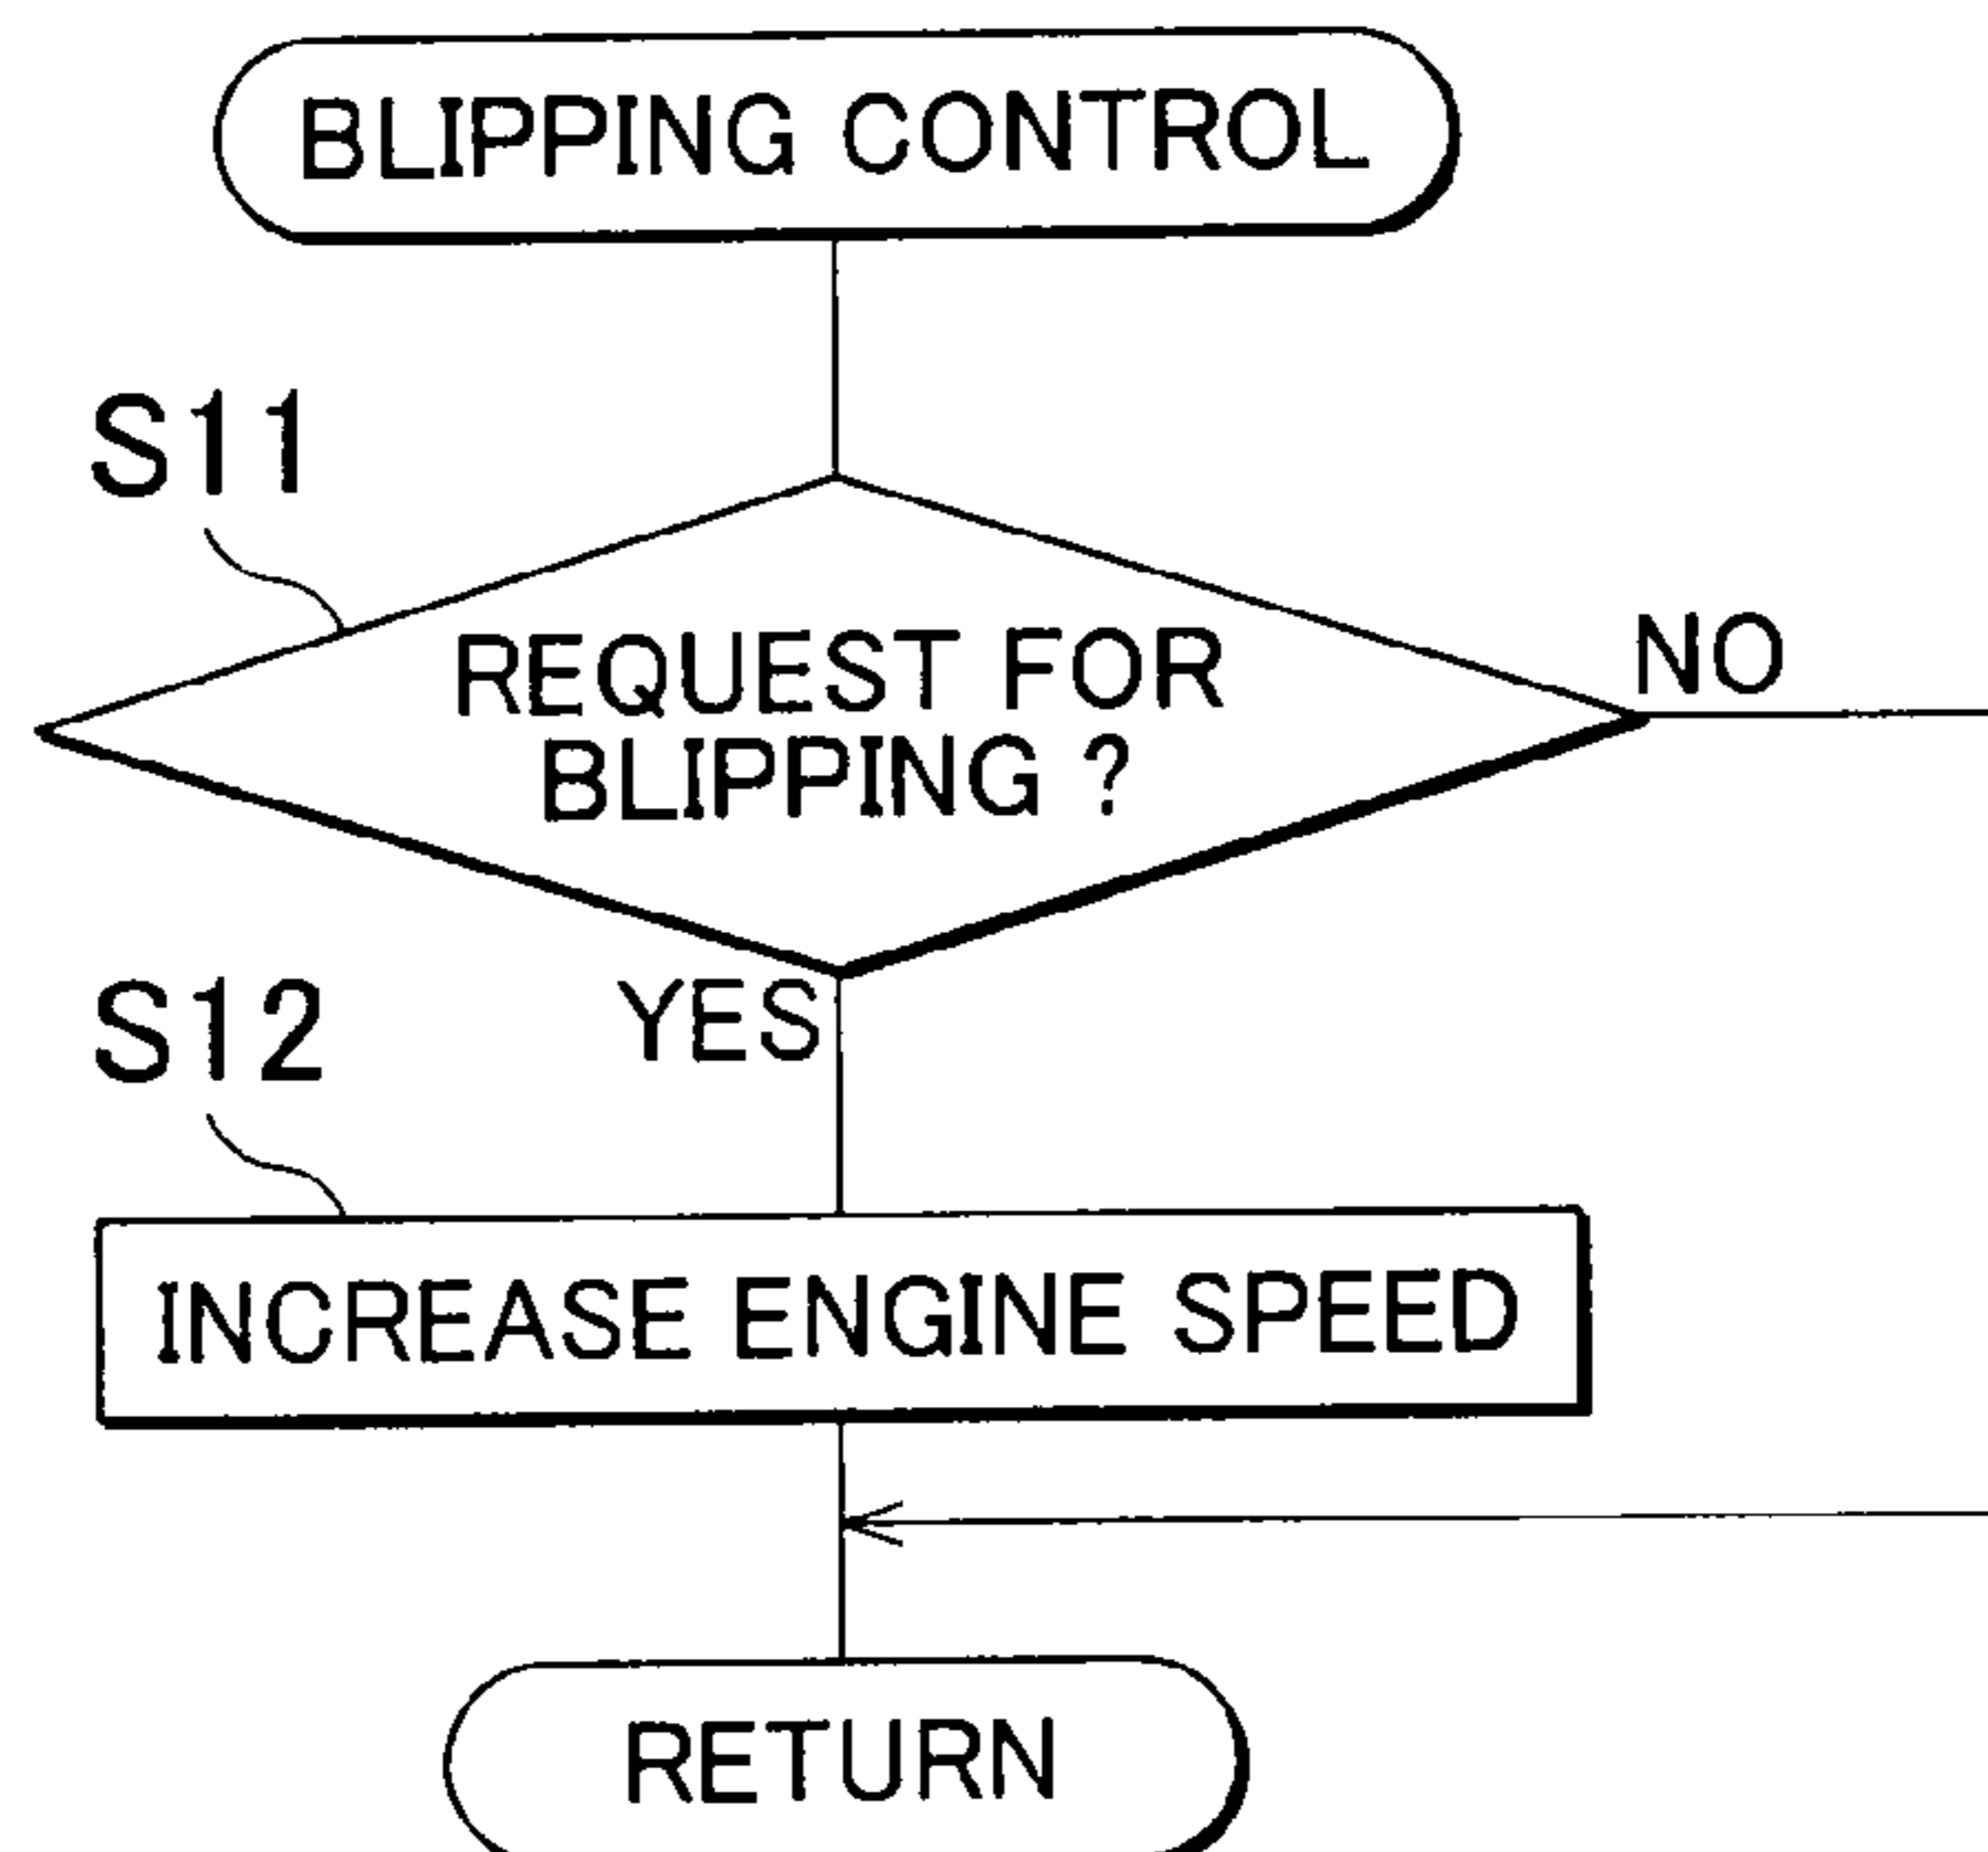 BLIPPING CONTROL
S11
REQUEST FOR
BLIPPING ?
NO
YES
S12
INCREASE ENGINE SPEED
RETURN